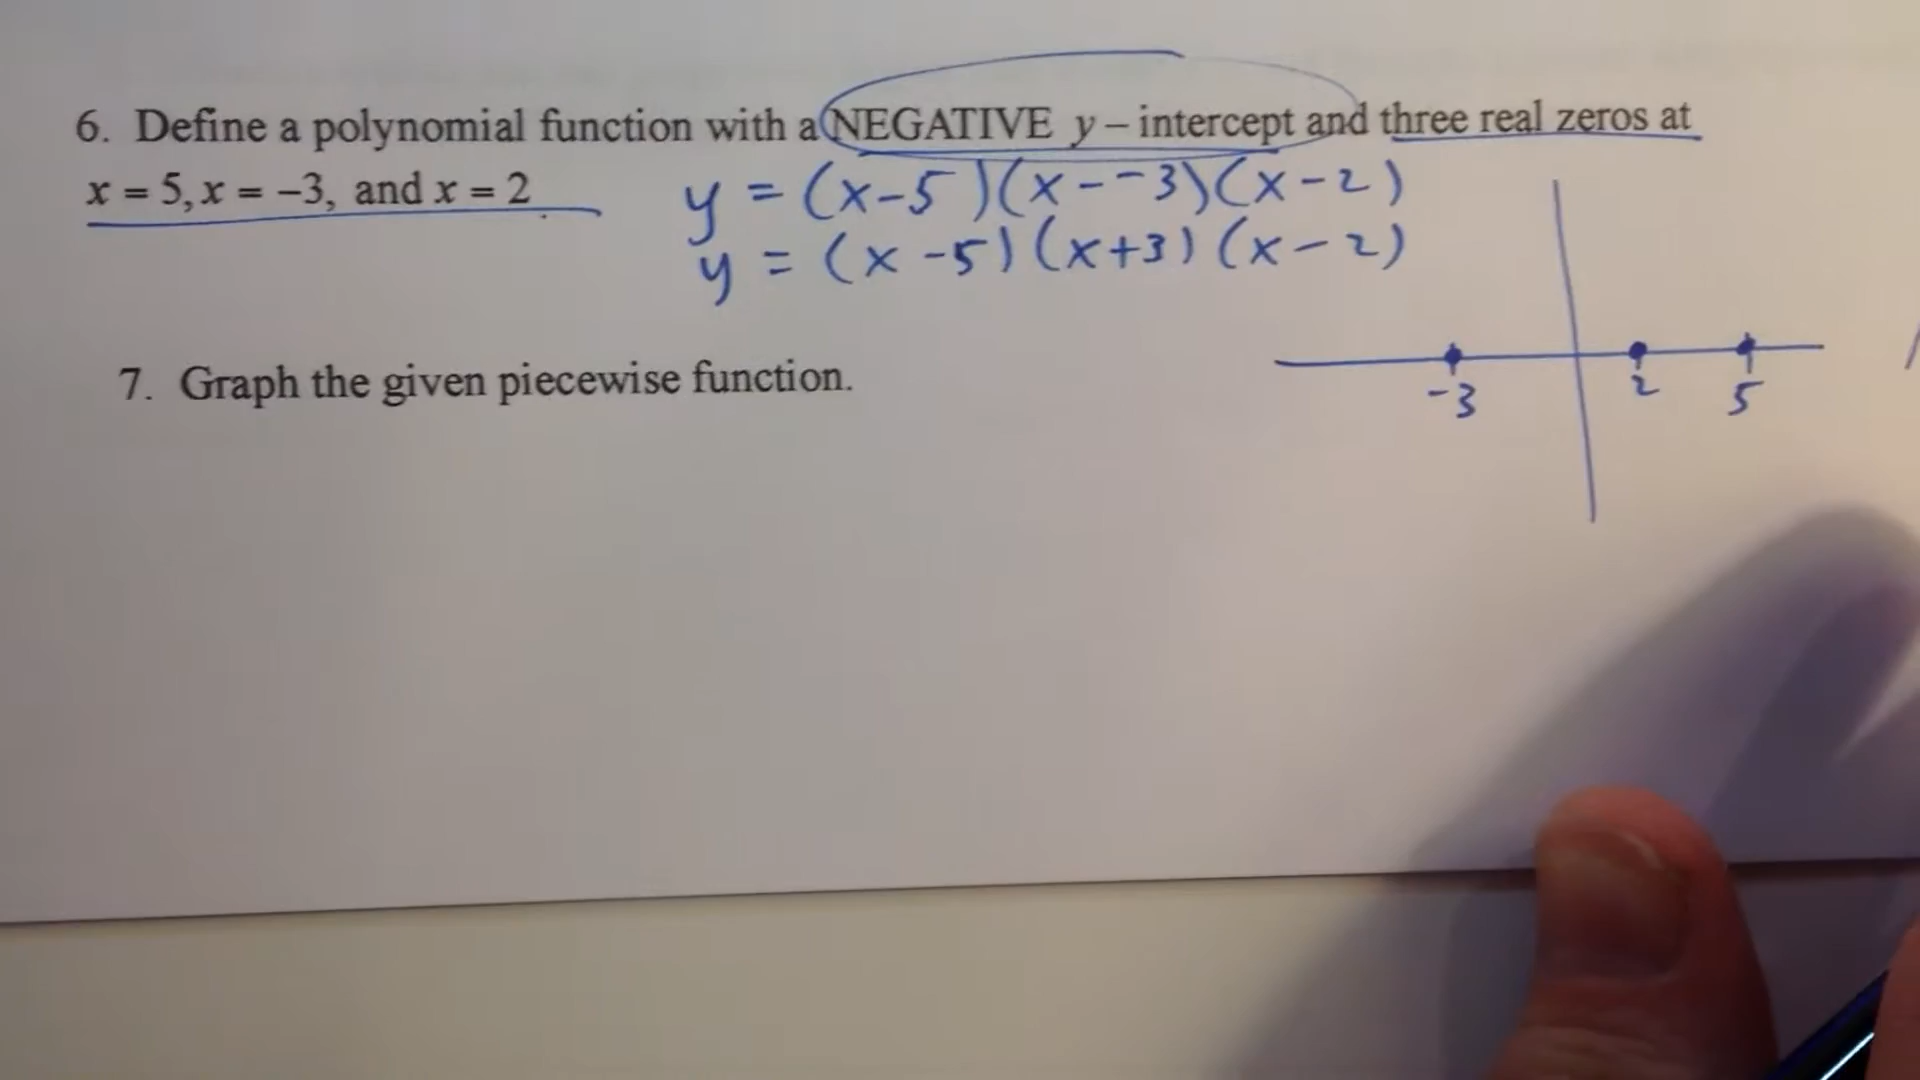 6. Define a polynomial function with a NEGATIVE y – intercept and three real zeros at
x = 5, x = −3, and x = 2
y = (x-5)(x--3)(x-2)
y = (x-5)(x+3)(x-2)
-3 2 5
7. Graph the given piecewise function.